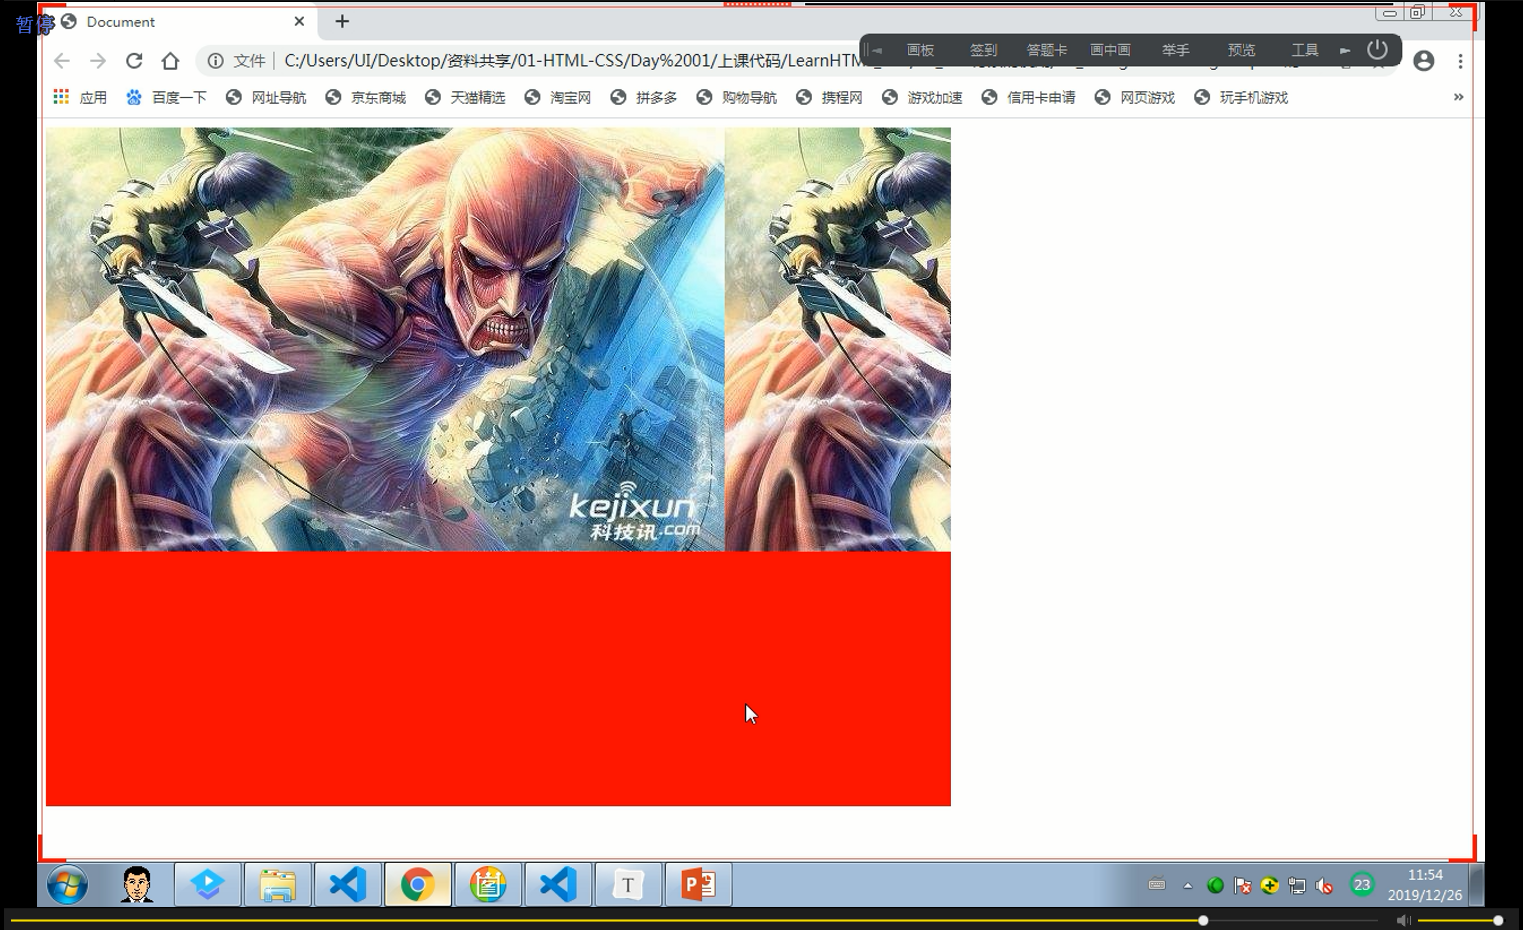 暂停
Document
文件 C:/Users/UI/Desktop/资料共享/01-HTML-CSS/Day%2001/上课代码/LearnHTM
画板 签到 答题卡 画中画 举手 预览 工具
应用 百度一下 网址导航 京东商城 天猫精选 淘宝网 拼多多 购物导航 携程网 游戏加速 信用卡申请 网页游戏 玩手机游戏 »
kejixun
科技讯.com
T
P
23
11:54
2019/12/26